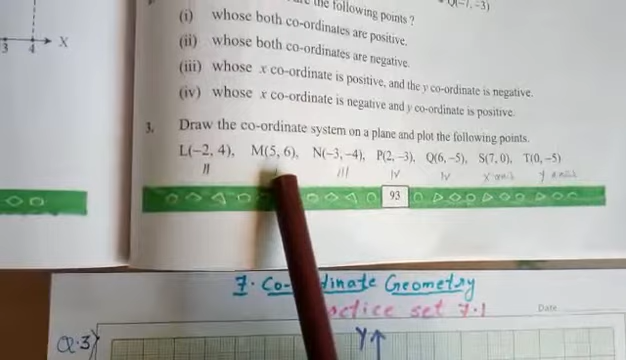 the following points ?
(i) whose both co-ordinates are positive.
(ii) whose both co-ordinates are negative.
(iii) whose x co-ordinate is positive, and the y co-ordinate is negative.
(iv) whose x co-ordinate is negative and y co-ordinate is positive.
3 4 X
3. Draw the co-ordinate system on a plane and plot the following points.
L(-2, 4), M(5, 6), N(-3, -4), P(2, -3), Q(6, -5), S(7, 0), T(0, -5)
II III IV IV x axis y axis
93
7. Co-ordinate Geometry
Practice set 7.1
Date
Q.3) Y